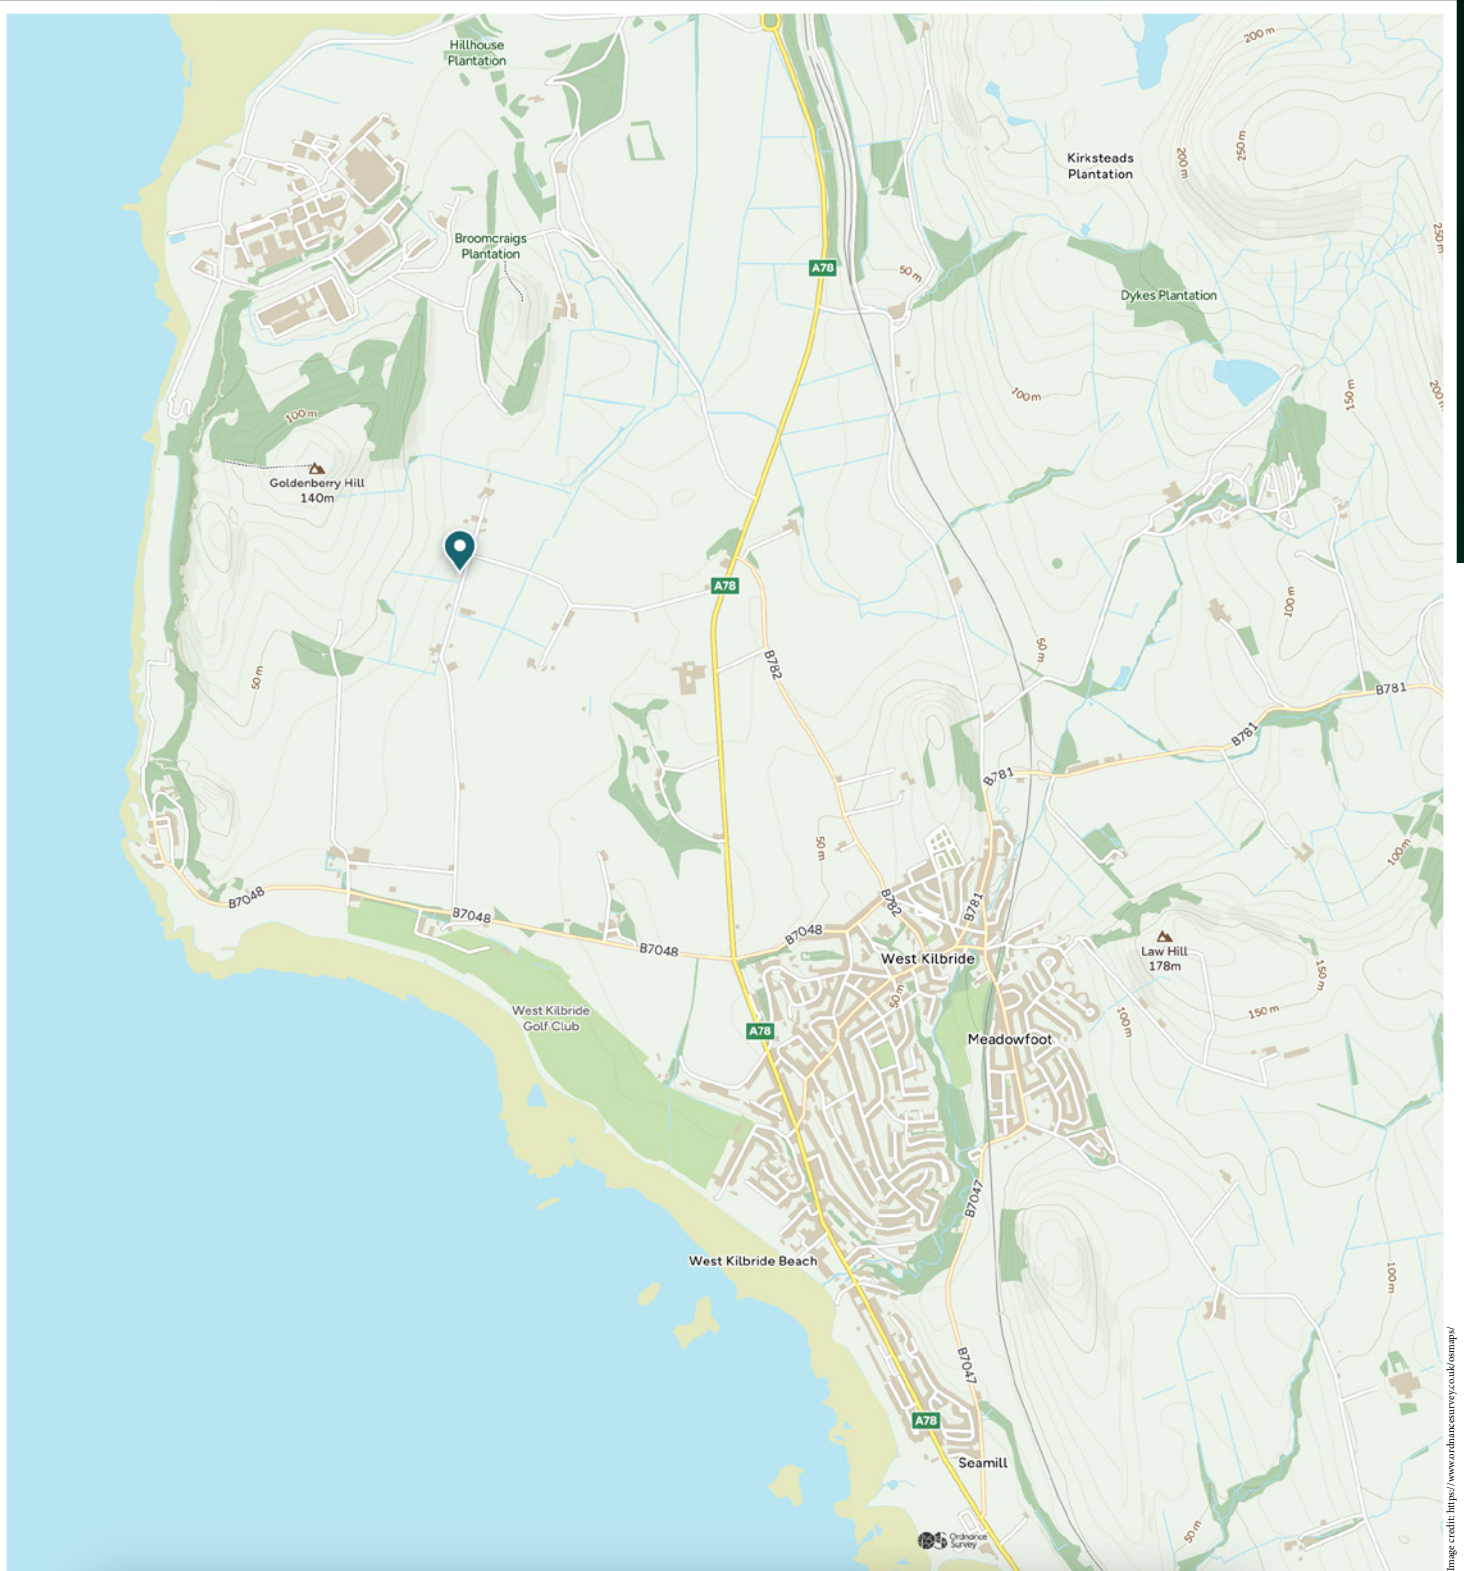 Hillhouse
Plantation
200 m
250 m
200 m
Kirksteads
Plantation
Broomcraigs
Plantation
250 m
A78
50 m
Dykes Plantation
100 m
150 m
200 m
100 m
Goldenberry Hill
140m
A78
100 m
50 m
B782
50 m
B781
B781
B781
50 m
100 m
B7048
B7048
B7048
B7048
B782
B781
West Kilbride
Law Hill
178m
150 m
50 m
100 m
150 m
West Kilbride
Golf Club
A78
Meadowfoot
B7047
West Kilbride Beach
100 m
B7047
A78
Seamill
50 m
Ordnance
Survey
Image credit: https://www.ordnancesurvey.co.uk/osmaps/